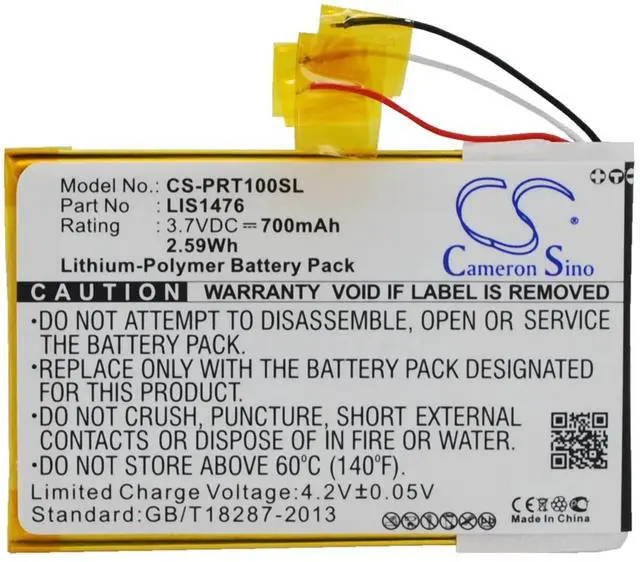 Model No.: CS-PRT100SL
Part No : LIS1476
Rating : 3.7VDC 700mAh
2.59Wh
Lithium-Polymer Battery Pack
CS
Cameron Sino
+ T -
CAUTION WARRANTY VOID IF LABEL IS REMOVED
•DO NOT ATTEMPT TO DISASSEMBLE, OPEN OR SERVICE
THE BATTERY PACK.
•REPLACE ONLY WITH THE BATTERY PACK DESIGNATED
FOR THIS PRODUCT.
•DO NOT CRUSH, PUNCTURE, SHORT EXTERNAL
CONTACTS OR DISPOSE OF IN FIRE OR WATER.
•DO NOT EXPOSE ABOVE 60°C (140°F).
Limited Charge Voltage: 4.2V±0.05V
Standard: GB/T18287-2013
CE
Made In China